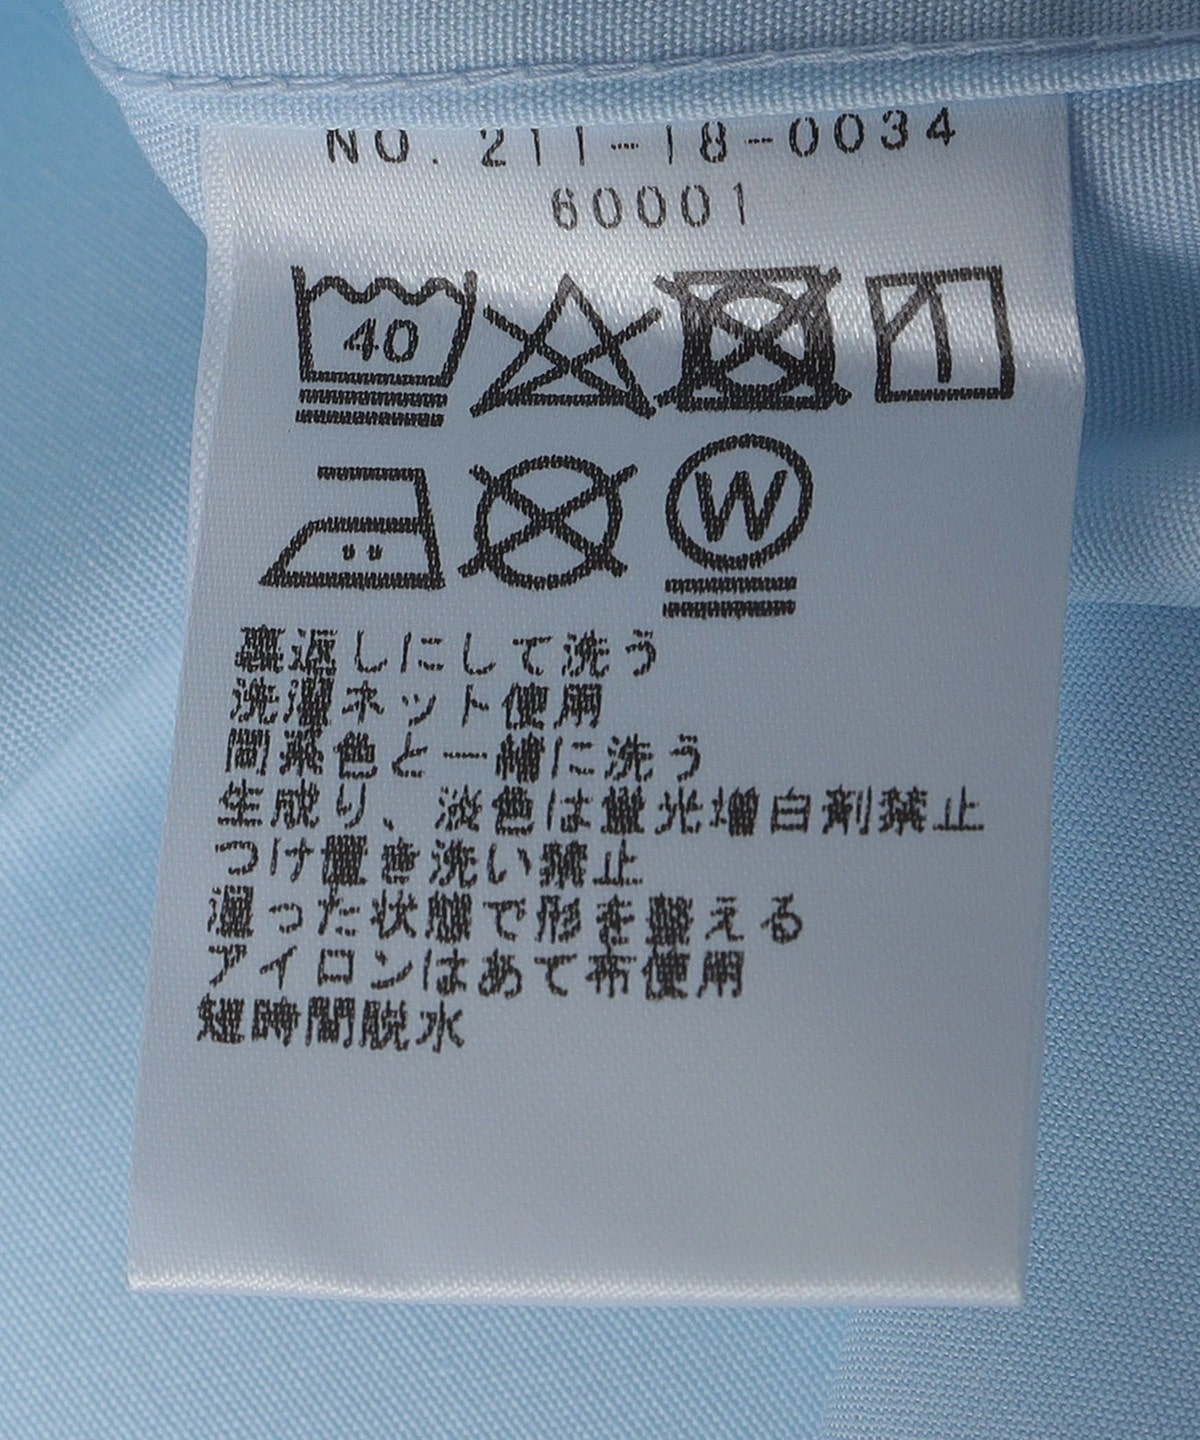 NO. 211-18-0034
60001
40
W
裏返しにして洗う
洗濯ネット使用
同系色と一緒に洗う
生成り、淡色は蛍光増白剤禁止
つけ置き洗い禁止
濡った状態で形を整える
アイロンはあて布使用
短時間脱水